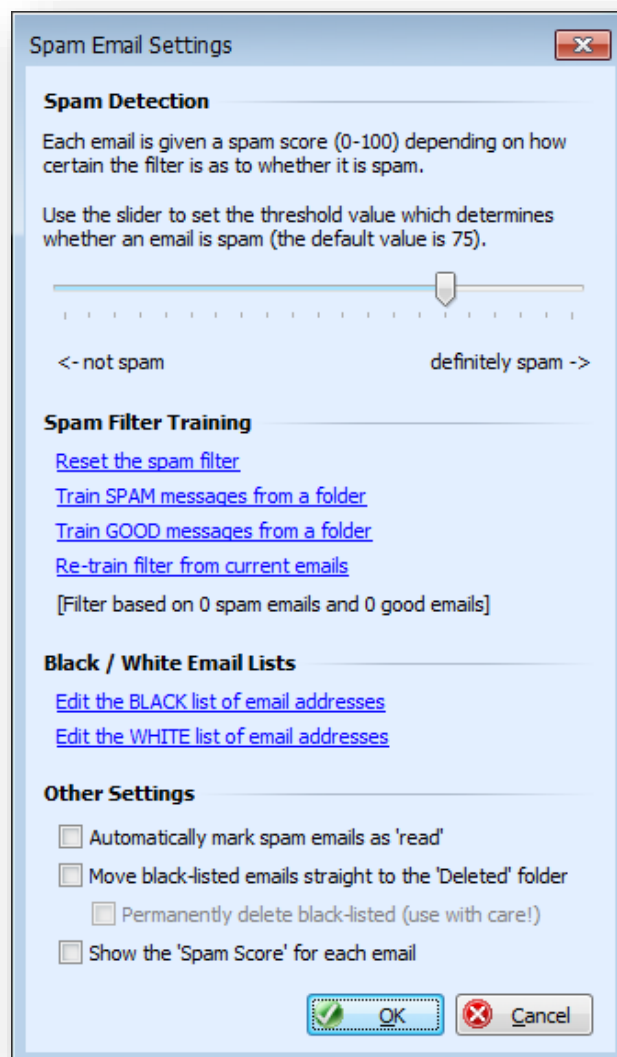 Spam Email Settings
Spam Detection
Each email is given a spam score (0-100) depending on how
certain the filter is as to whether it is spam.
Use the slider to set the threshold value which determines
whether an email is spam (the default value is 75).
<- not spam definitely spam ->
Spam Filter Training
Reset the spam filter
Train SPAM messages from a folder
Train GOOD messages from a folder
Re-train filter from current emails
[Filter based on 0 spam emails and 0 good emails]
Black / White Email Lists
Edit the BLACK list of email addresses
Edit the WHITE list of email addresses
Other Settings
Automatically mark spam emails as 'read'
Move black-listed emails straight to the 'Deleted' folder
Permanently delete black-listed (use with care!)
Show the 'Spam Score' for each email
OK Cancel